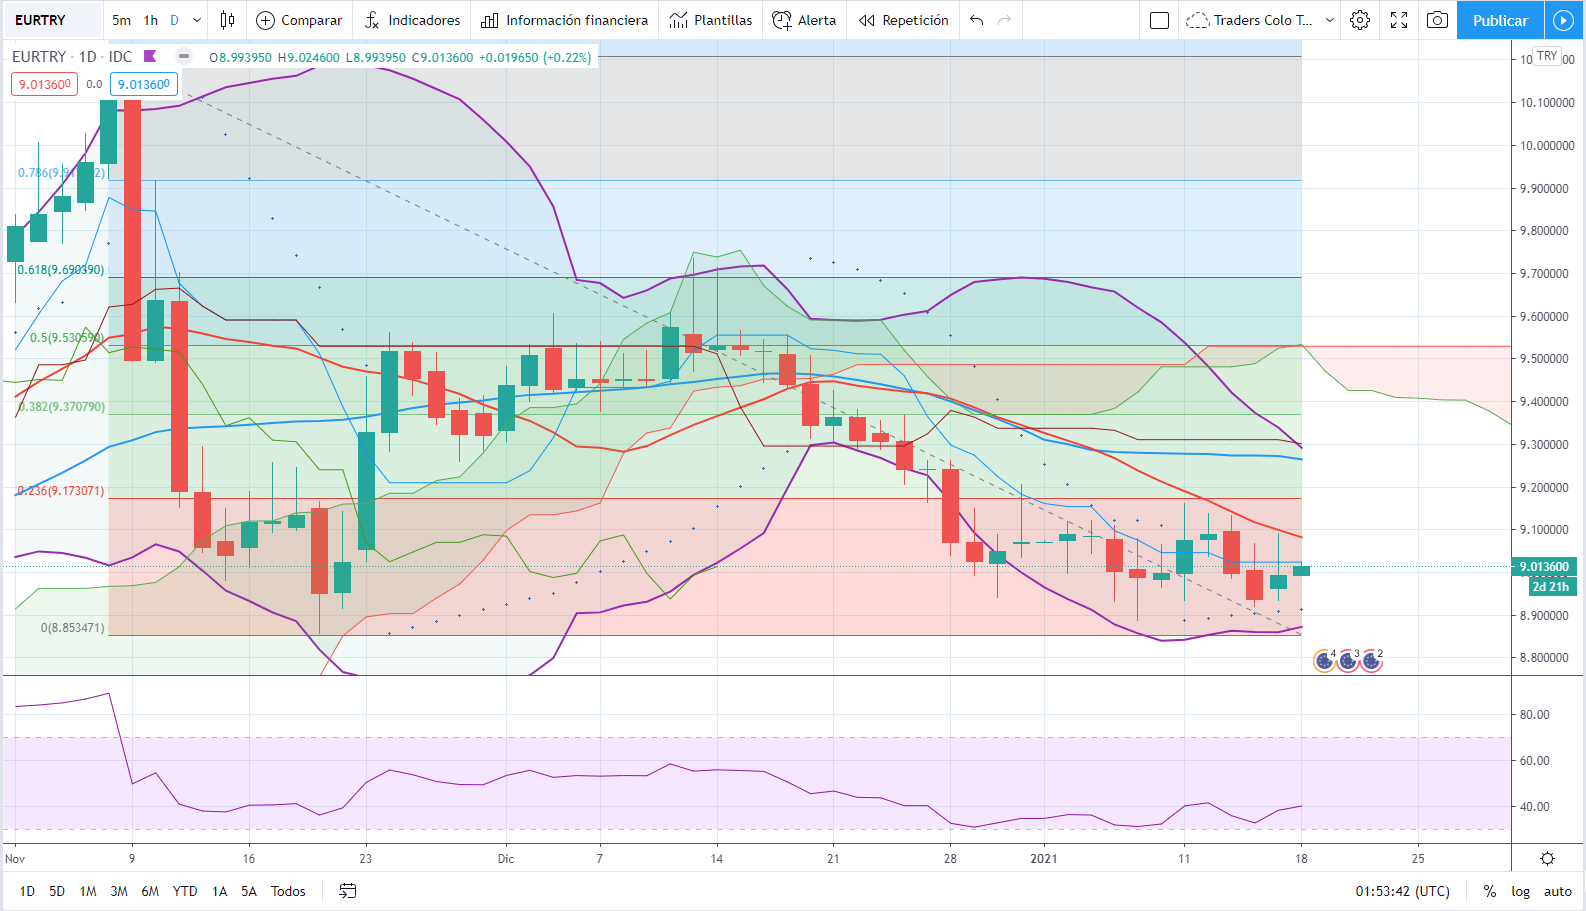 EURTRY 5m 1h D Comparar Indicadores Información financiera Plantillas Alerta Repetición Traders Colo T... Publicar
EURTRY · 1D · IDC O8.993950 H9.024600 L8.993950 C9.013600 +0.019650 (+0.22%)
9.013600 0.0 9.013600
TRY
10.100000
10.000000
9.900000
9.800000
9.700000
9.600000
9.500000
9.400000
9.300000
9.200000
9.100000
9.013600
2d 21h
8.900000
8.800000
0.618(9.690390)
0.5(9.530590)
0.382(9.370790)
0.236(9.173071)
0(8.853471)
4 3 2
80.00
60.00
40.00
Nov 9 16 23 Dic 7 14 21 28 2021 11 18 25
1D 5D 1M 3M 6M YTD 1A 5A Todos 01:53:42 (UTC) % log auto